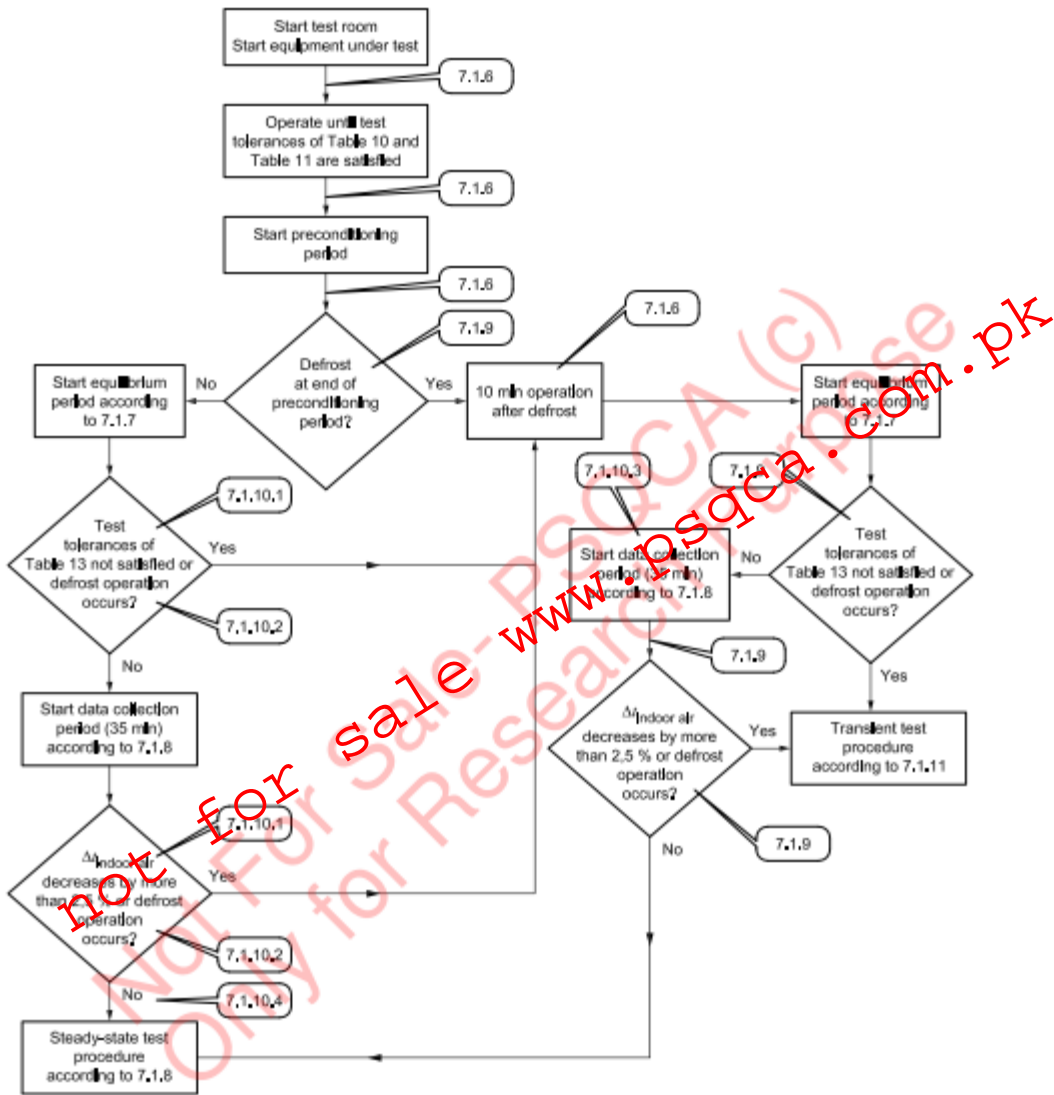 Start test room
Start equipment under test
7.1.6
Operate until test
tolerances of Table 10 and
Table 11 are satisfied
7.1.6
Start preconditioning
period
7.1.6
7.1.9
Defrost
at end of
preconditioning
period?
No
Yes
Start equilibrium
period according
to 7.1.7
10 min operation
after defrost
7.1.6
Start equilibrium
period according
to 7.1.7
Test
tolerances of
Table 13 not satisfied or
defrost operation
occurs?
7.1.10.1
7.1.10.2
Yes
No
7.1.10.3
Start data collection
period (35 min)
according to 7.1.8
No
7.1.9
Test
tolerances of
Table 13 not satisfied or
defrost operation
occurs?
Yes
7.1.9
Start data collection
period (35 min)
according to 7.1.8
Δt indoor air
decreases by more
than 2,5 % or defrost
operation
occurs?
Yes
7.1.9
No
Transient test
procedure
according to 7.1.11
Δt indoor air
decreases by more
than 2,5 % or defrost
operation
occurs?
7.1.10.1
Yes
7.1.10.2
No
7.1.10.4
Steady-state test
procedure
according to 7.1.8
not for sale www.psqca.com.pk
Not For Sale- PSQCA (c)
Only for Research Purpose